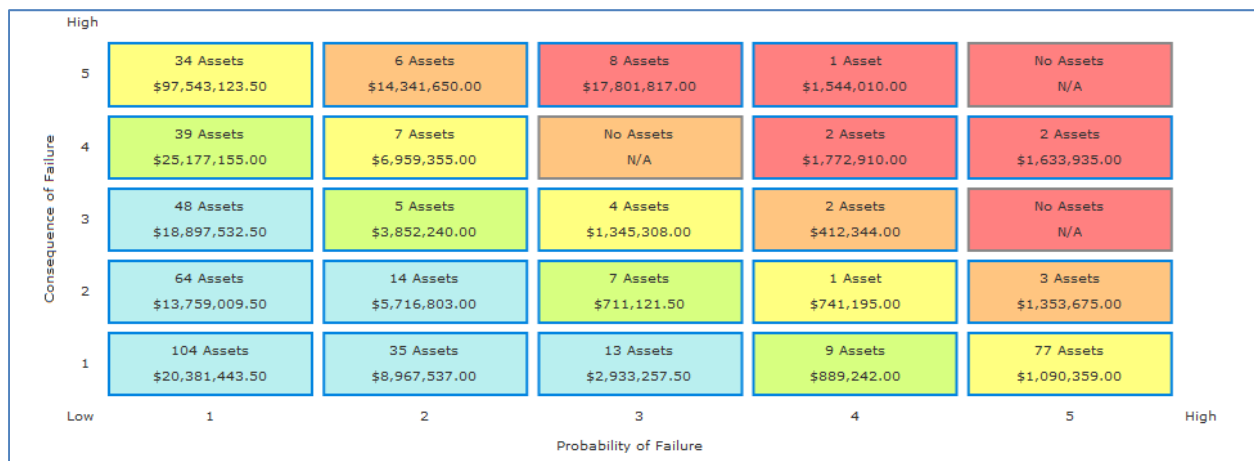 High
34 Assets
$97,543,123.50
6 Assets
$14,341,650.00
8 Assets
$17,801,817.00
1 Asset
$1,544,010.00
No Assets
N/A
5
39 Assets
$25,177,155.00
7 Assets
$6,959,355.00
No Assets
N/A
2 Assets
$1,772,910.00
2 Assets
$1,633,935.00
4
48 Assets
$18,897,532.50
5 Assets
$3,852,240.00
4 Assets
$1,345,308.00
2 Assets
$412,344.00
No Assets
N/A
3
64 Assets
$13,759,009.50
14 Assets
$5,716,803.00
7 Assets
$711,121.50
1 Asset
$741,195.00
3 Assets
$1,353,675.00
2
104 Assets
$20,381,443.50
35 Assets
$8,967,537.00
13 Assets
$2,933,257.50
9 Assets
$889,242.00
77 Assets
$1,090,359.00
1
Consequence of Failure
Low 1 2 3 4 5 High
Probability of Failure